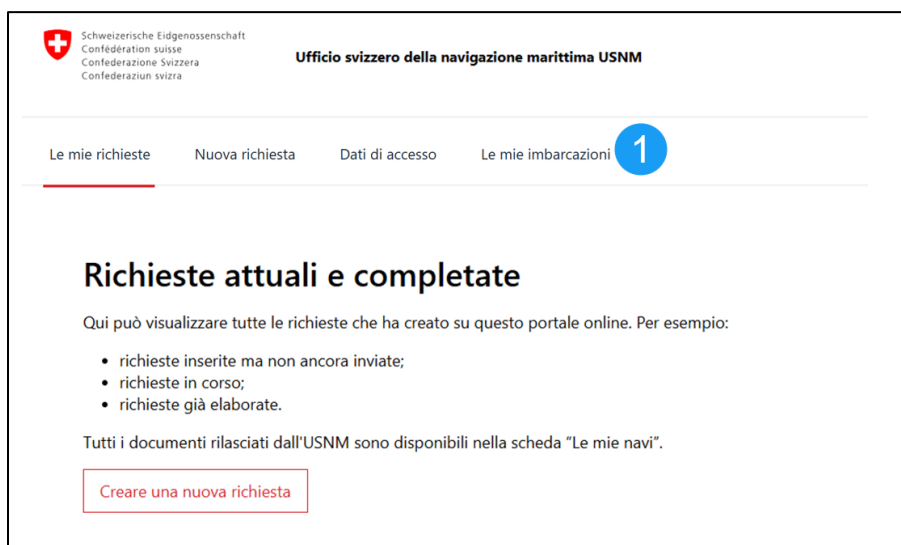 Schweizerische Eidgenossenschaft
Confédération suisse
Confederazione Svizzera
Confederaziun svizra
Ufficio svizzero della navigazione marittima USNM
Le mie richieste Nuova richiesta Dati di accesso Le mie imbarcazioni 1
Richieste attuali e completate
Qui può visualizzare tutte le richieste che ha creato su questo portale online. Per esempio:
• richieste inserite ma non ancora inviate;
• richieste in corso;
• richieste già elaborate.
Tutti i documenti rilasciati dall'USNM sono disponibili nella scheda “Le mie navi”.
Creare una nuova richiesta